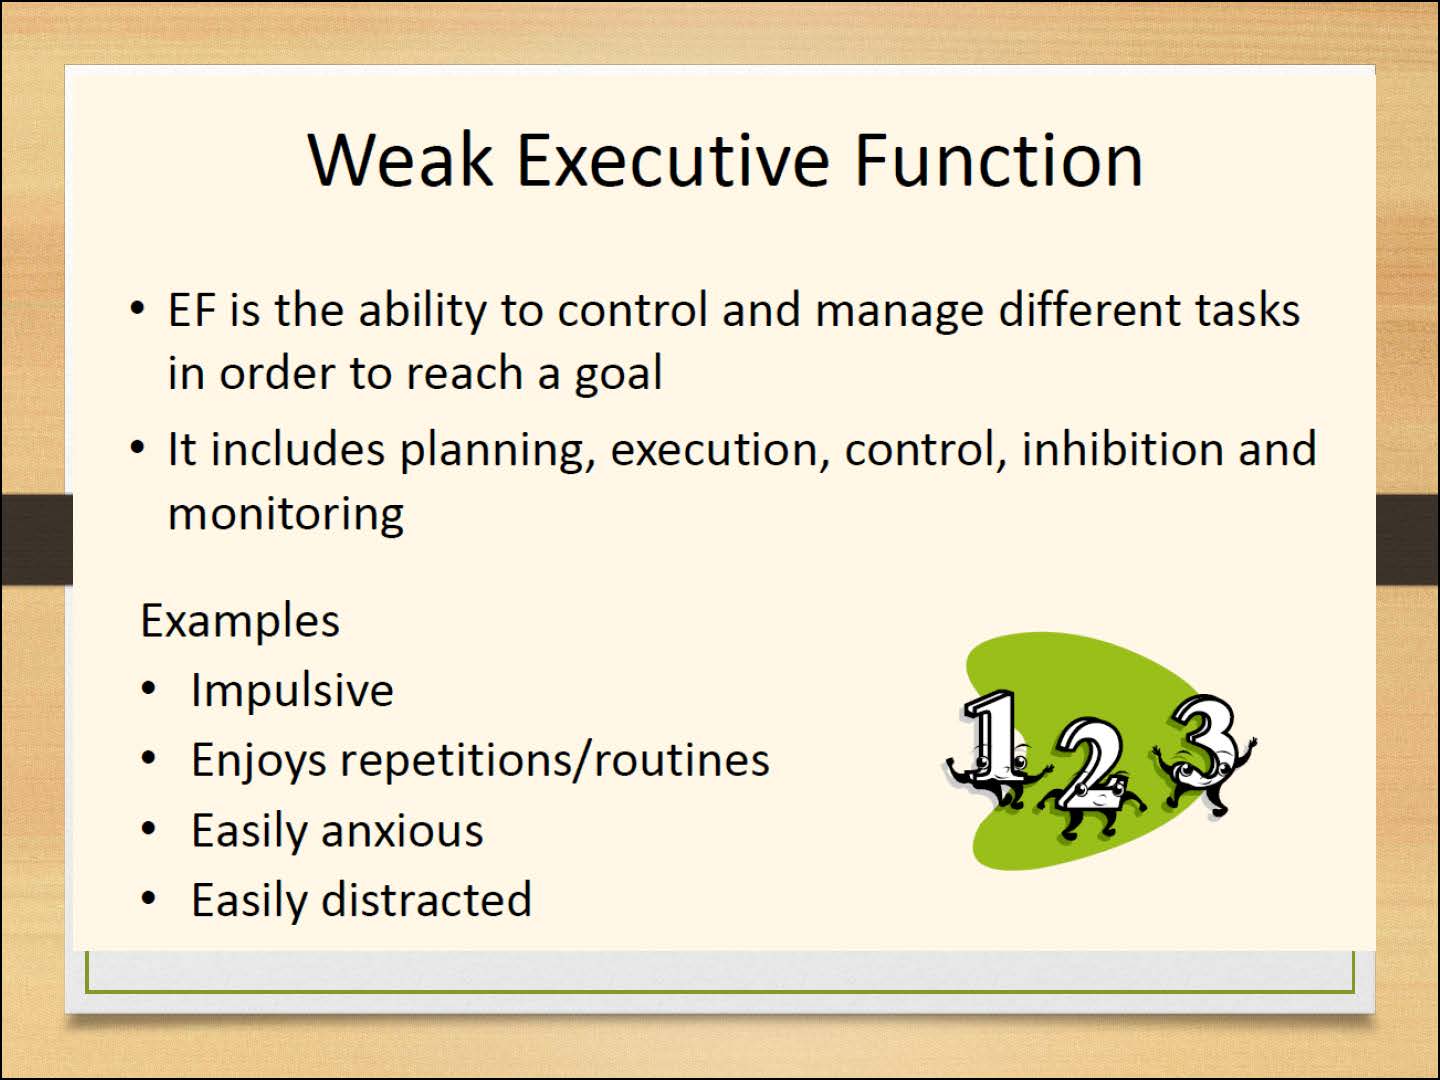 Weak Executive Function
• EF is the ability to control and manage different tasks
in order to reach a goal
• It includes planning, execution, control, inhibition and
monitoring
Examples
• Impulsive
• Enjoys repetitions/routines
• Easily anxious
• Easily distracted
1 2 3